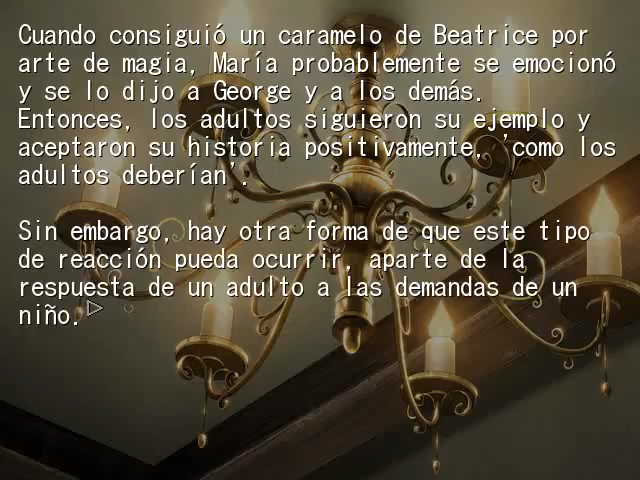 Cuando consiguió un caramelo de Beatrice por
arte de magia, María probablemente se emocionó
y se lo dijo a George y a los demás.
Entonces, los adultos siguieron su ejemplo y
aceptaron su historia positivamente, 'como los
adultos deberían'.
Sin embargo, hay otra forma de que este tipo
de reacción pueda ocurrir, aparte de la
respuesta de un adulto a las demandas de un
niño.